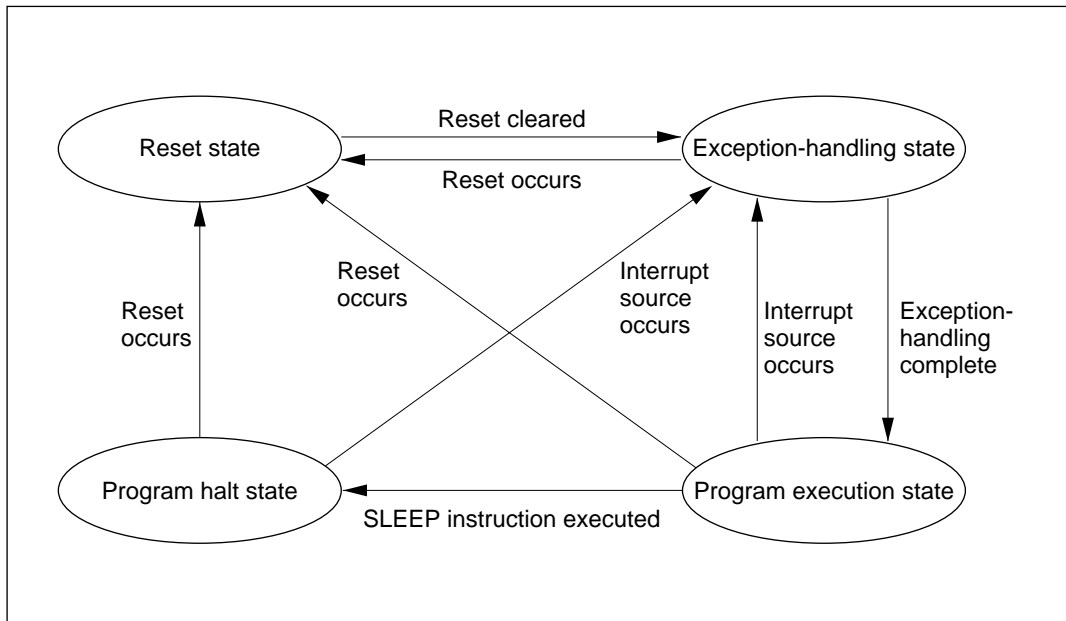 Reset cleared
Reset state
Exception-handling state
Reset occurs
Reset
occurs
Interrupt
source
occurs
Reset
occurs
Interrupt
source
occurs
Exception-
handling
complete
Program halt state
Program execution state
SLEEP instruction executed